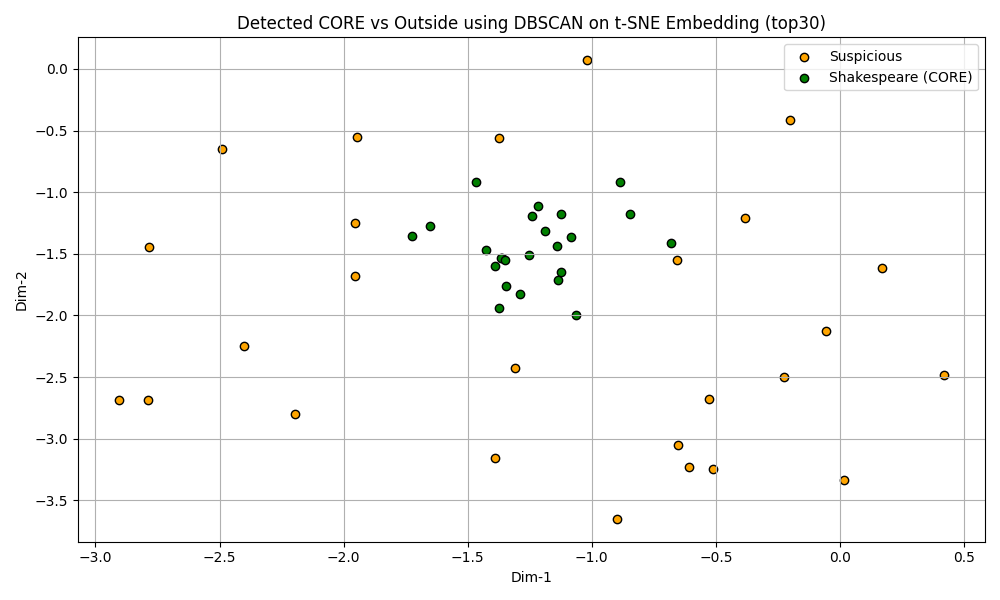 Detected CORE vs Outside using DBSCAN on t-SNE Embedding (top30)
Suspicious
Shakespeare (CORE)
0.0
−0.5
−1.0
−1.5
−2.0
−2.5
−3.0
−3.5
Dim-2
−3.0 −2.5 −2.0 −1.5 −1.0 −0.5 0.0 0.5
Dim-1